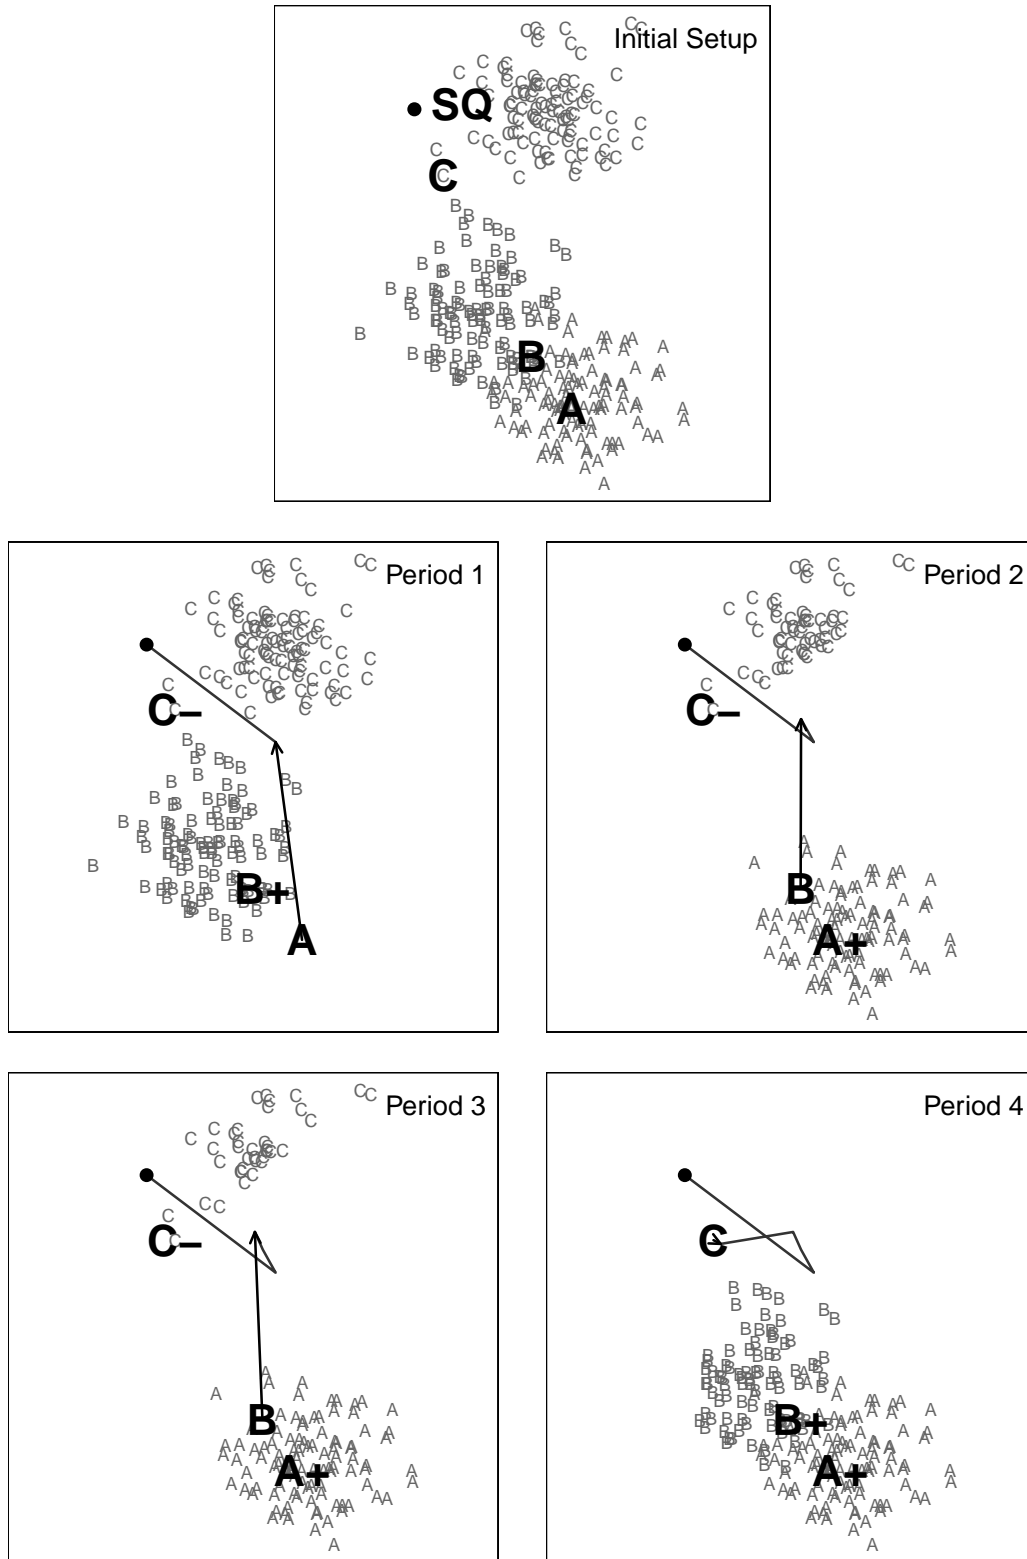 Initial Setup
SQ
C
B
A
Period 1
C–
B+
A
Period 2
C–
B
A+
Period 3
C–
B
A+
Period 4
C
B+
A+